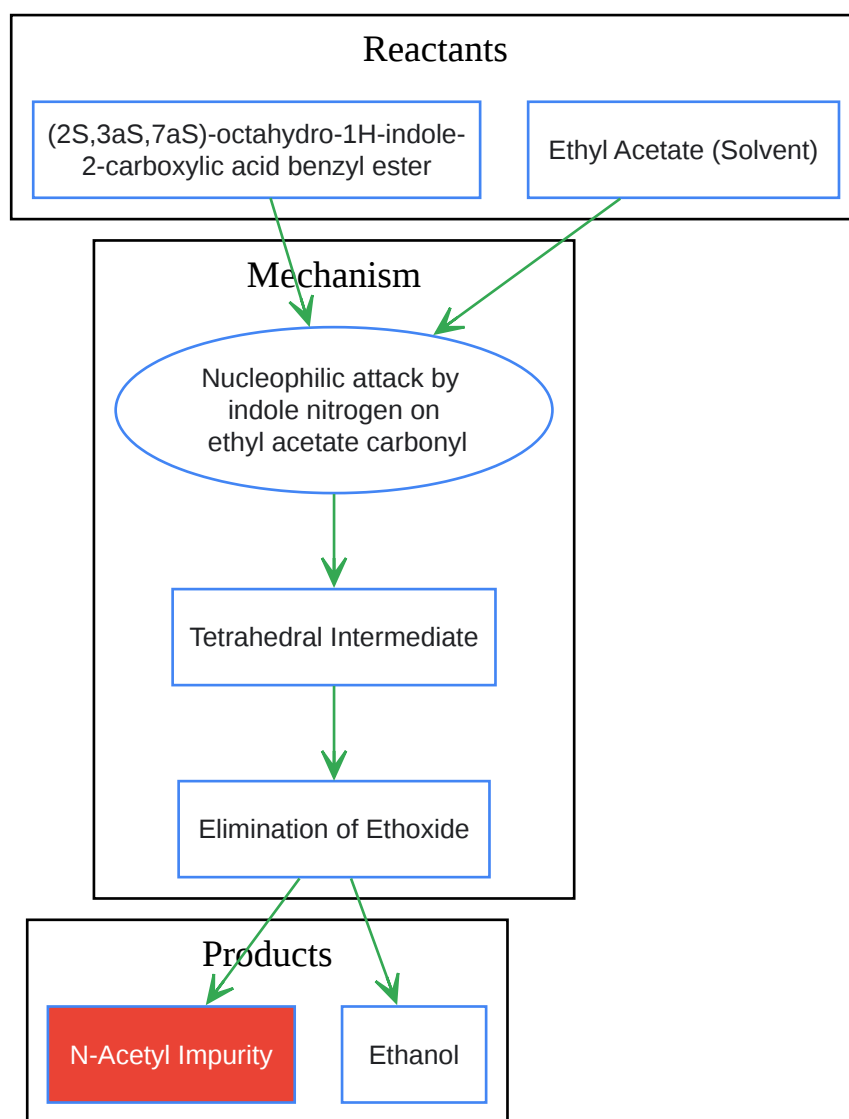 Reactants
(2S,3aS,7aS)-octahydro-1H-indole-
2-carboxylic acid benzyl ester
Ethyl Acetate (Solvent)
Mechanism
Nucleophilic attack by
indole nitrogen on
ethyl acetate carbonyl
Tetrahedral Intermediate
Elimination of Ethoxide
Products
N-Acetyl Impurity
Ethanol